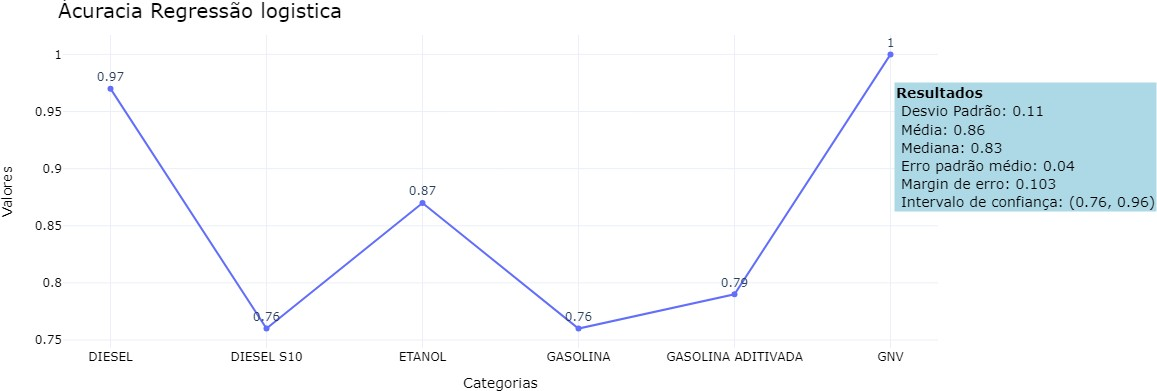 Acuracia Regressão logistica
Valores
1
0.95
0.9
0.85
0.8
0.75
0.97
0.76
0.87
0.76
0.79
1
DIESEL
DIESEL S10
ETANOL
GASOLINA
GASOLINA ADITIVADA
GNV
Categorias
Resultados
Desvio Padrão: 0.11
Média: 0.86
Mediana: 0.83
Erro padrão médio: 0.04
Margin de erro: 0.103
Intervalo de confiança: (0.76, 0.96)